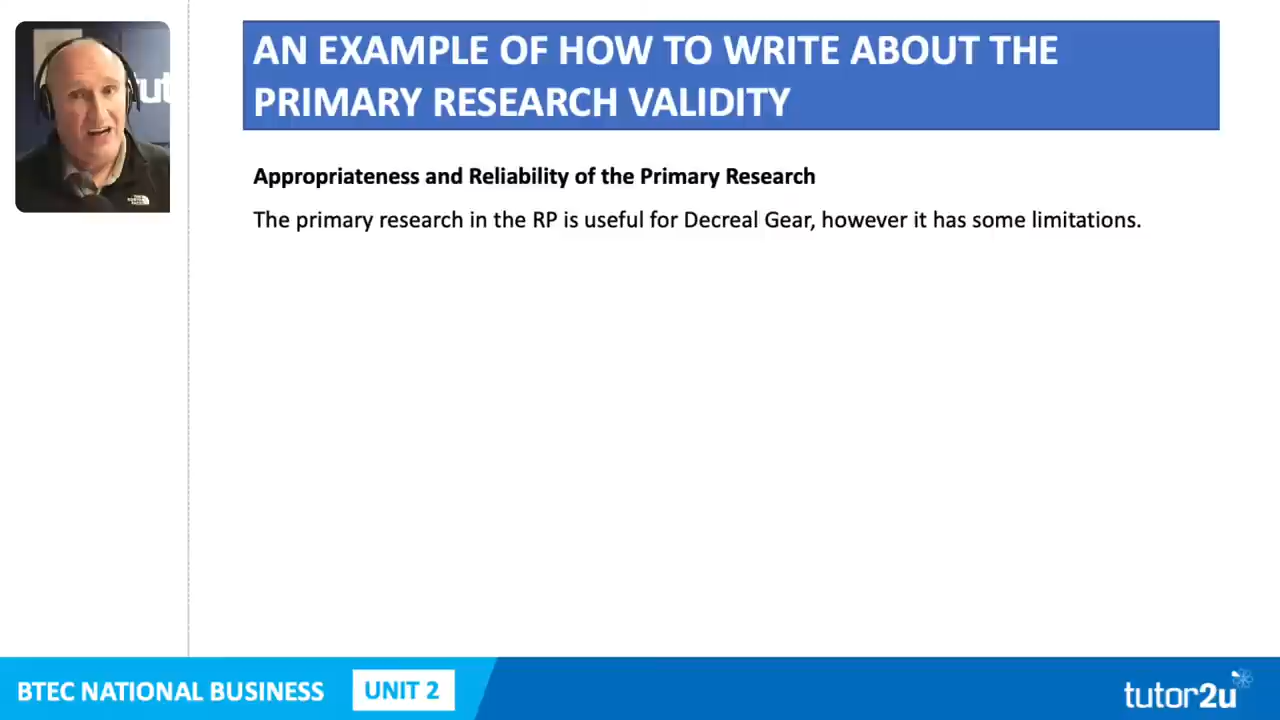 AN EXAMPLE OF HOW TO WRITE ABOUT THE
PRIMARY RESEARCH VALIDITY
Appropriateness and Reliability of the Primary Research
The primary research in the RP is useful for Decreal Gear, however it has some limitations.
BTEC NATIONAL BUSINESS
UNIT 2
tutor2u